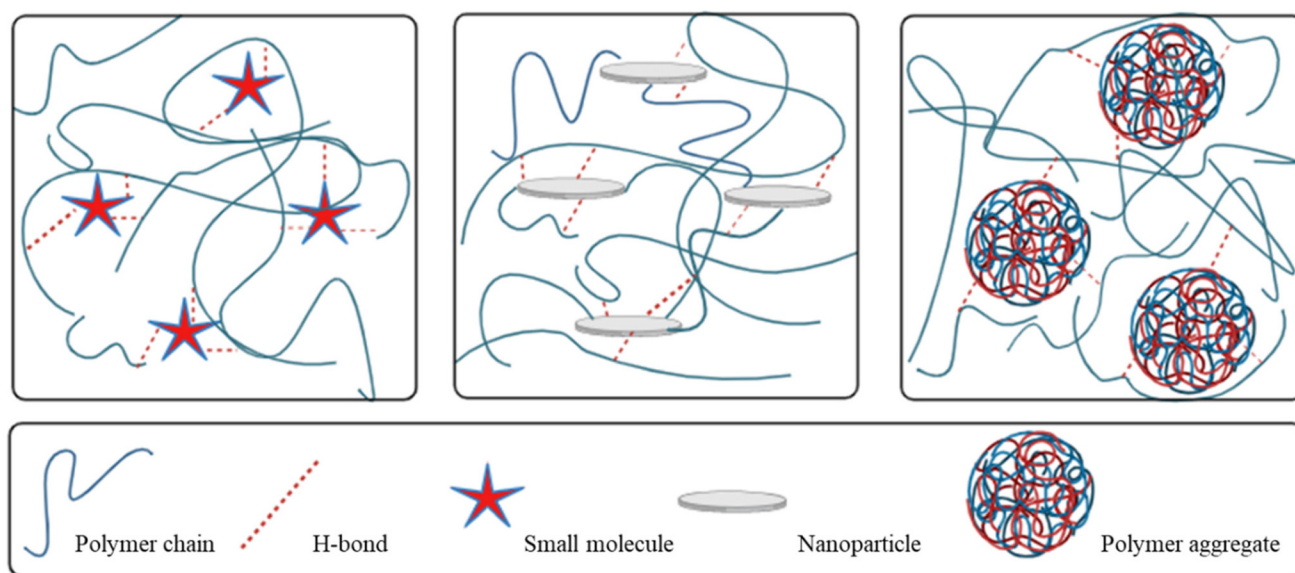 Polymer chain
H-bond
Small molecule
Nanoparticle
Polymer aggregate